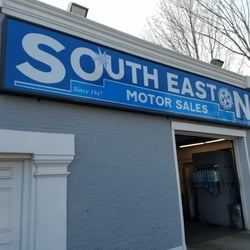 SOUTH EASTON
MOTOR SALES
Since 1947